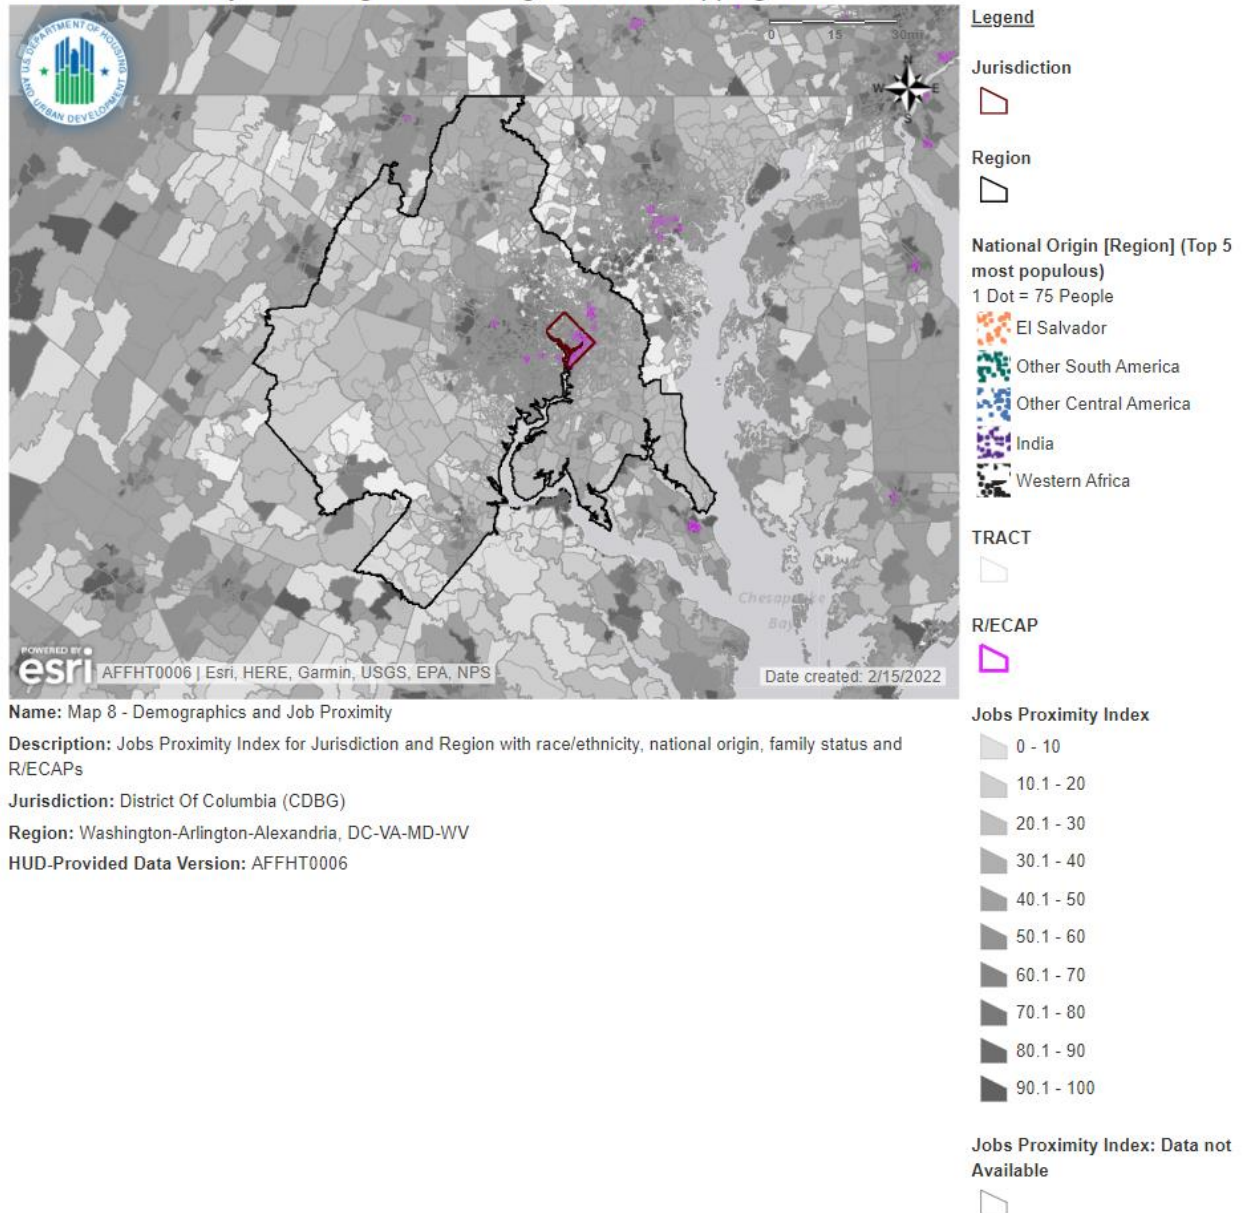 U.S. DEPARTMENT OF HOUSING
AND URBAN DEVELOPMENT
0 15 30mi
N
W E
S
Chesapeake
Bay
POWERED BY
esri
AFFHT0006 | Esri, HERE, Garmin, USGS, EPA, NPS
Date created: 2/15/2022
Name: Map 8 - Demographics and Job Proximity
Description: Jobs Proximity Index for Jurisdiction and Region with race/ethnicity, national origin, family status and
R/ECAPs
Jurisdiction: District Of Columbia (CDBG)
Region: Washington-Arlington-Alexandria, DC-VA-MD-WV
HUD-Provided Data Version: AFFHT0006
Legend
Jurisdiction
Region
National Origin [Region] (Top 5
most populous)
1 Dot = 75 People
El Salvador
Other South America
Other Central America
India
Western Africa
TRACT
R/ECAP
Jobs Proximity Index
0 - 10
10.1 - 20
20.1 - 30
30.1 - 40
40.1 - 50
50.1 - 60
60.1 - 70
70.1 - 80
80.1 - 90
90.1 - 100
Jobs Proximity Index: Data not
Available